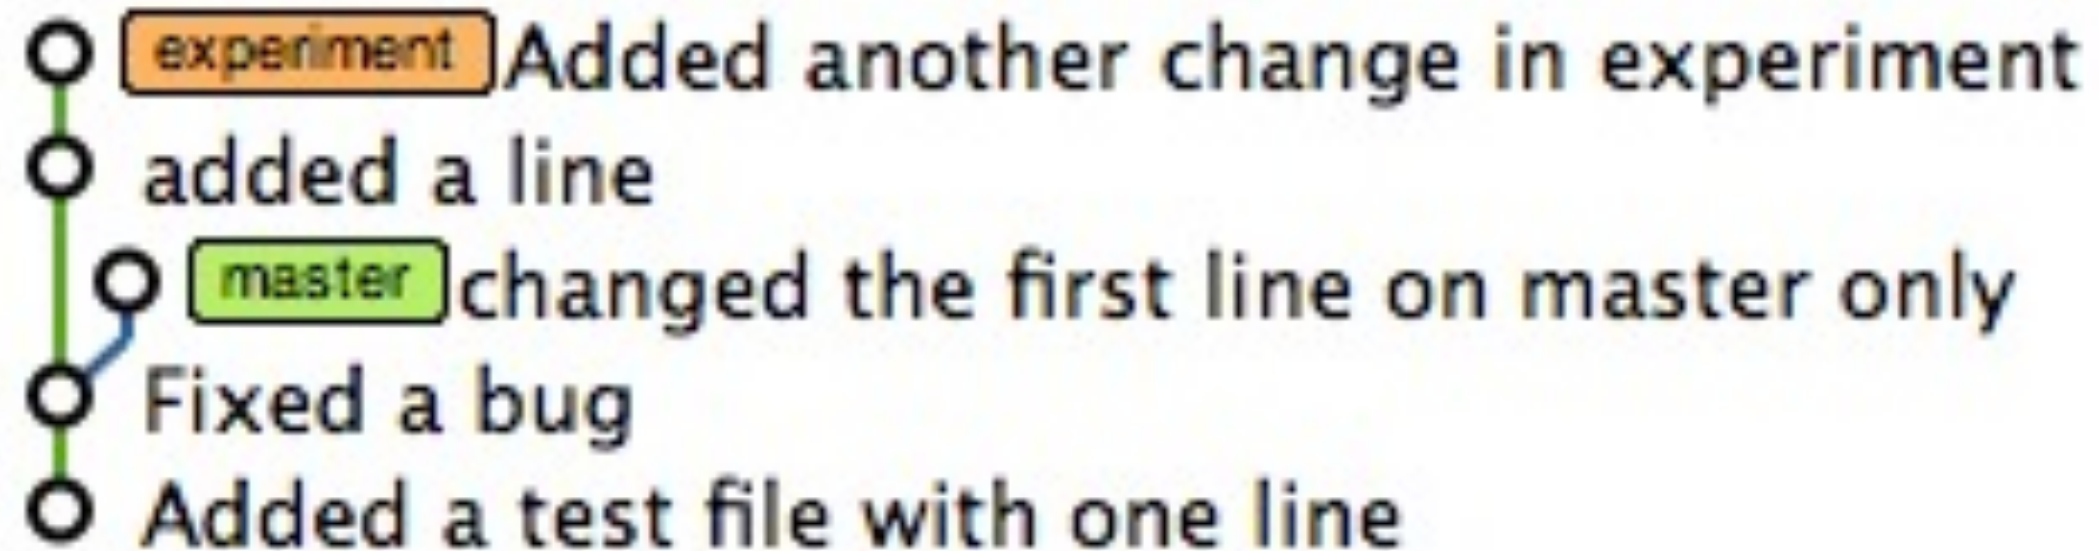 experiment Added another change in experiment
added a line
master changed the first line on master only
Fixed a bug
Added a test file with one line